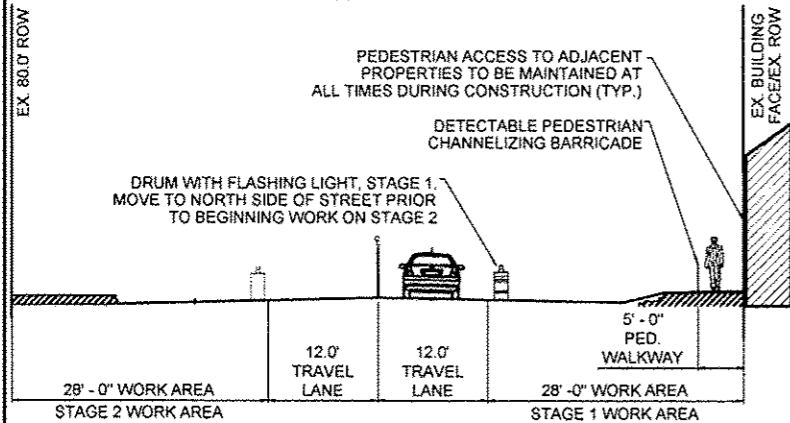 EX. 80.0' ROW
PEDESTRIAN ACCESS TO ADJACENT
PROPERTIES TO BE MAINTAINED AT
ALL TIMES DURING CONSTRUCTION (TYP.)
EX. BUILDING
FACE/EX. ROW
DETECTABLE PEDESTRIAN
CHANNELIZING BARRICADE
DRUM WITH FLASHING LIGHT, STAGE 1.
MOVE TO NORTH SIDE OF STREET PRIOR
TO BEGINNING WORK ON STAGE 2
5' - 0"
PED.
WALKWAY
12.0'
TRAVEL
LANE
12.0'
TRAVEL
LANE
28' - 0" WORK AREA
28' -0" WORK AREA
STAGE 2 WORK AREA
STAGE 1 WORK AREA